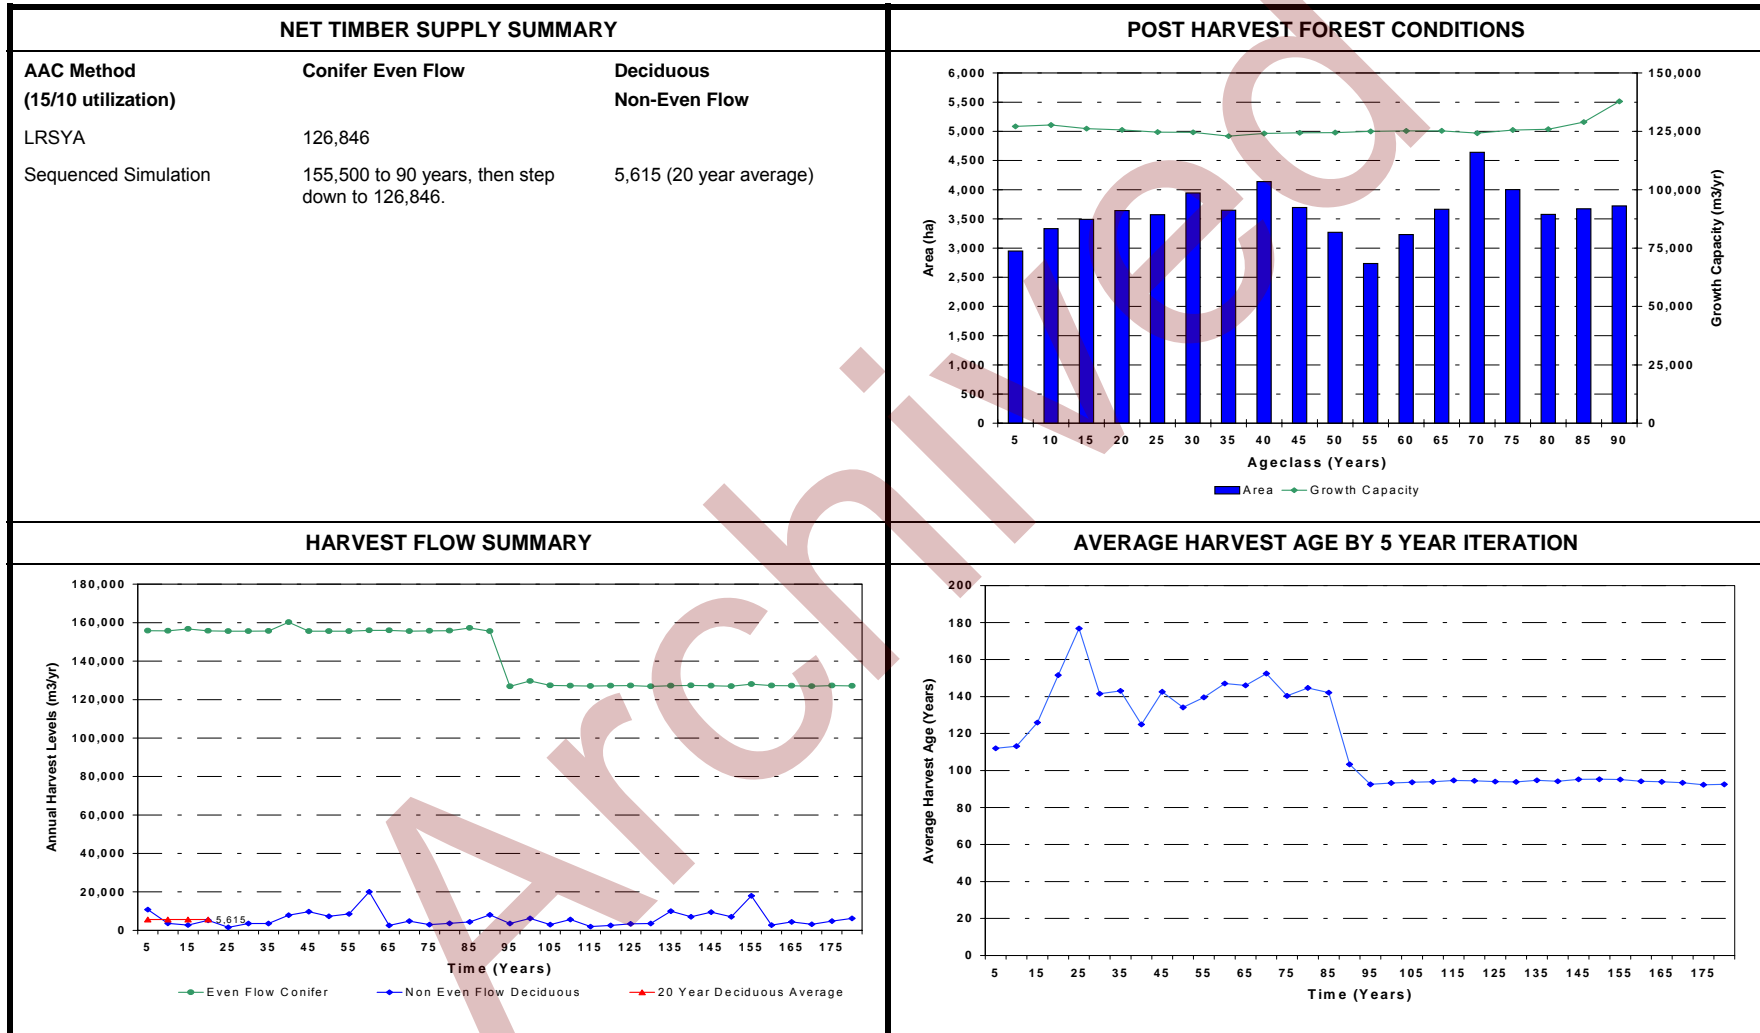 NET TIMBER SUPPLY SUMMARY
AAC Method Conifer Even Flow Deciduous
(15/10 utilization) Non-Even Flow
LRSYA 126,846
Sequenced Simulation 155,500 to 90 years, then step 5,615 (20 year average)
down to 126,846.
POST HARVEST FOREST CONDITIONS
6,000 150,000
5,500
5,000 125,000
4,500
4,000 100,000
3,500
3,000 75,000
2,500
2,000 50,000
1,500
1,000 25,000
500
0 0
Area (ha)
Growth Capacity (m3/yr)
5 10 15 20 25 30 35 40 45 50 55 60 65 70 75 80 85 90
Ageclass (Years)
Area Growth Capacity
HARVEST FLOW SUMMARY
180,000
160,000
140,000
120,000
100,000
80,000
60,000
40,000
20,000
0
Annual Harvest Levels (m3/yr)
5,615
5 15 25 35 45 55 65 75 85 95 105 115 125 135 145 155 165 175
Time (Years)
Even Flow Conifer Non Even Flow Deciduous 20 Year Deciduous Average
AVERAGE HARVEST AGE BY 5 YEAR ITERATION
200
180
160
140
120
100
80
60
40
20
0
Average Harvest Age (Years)
5 15 25 35 45 55 65 75 85 95 105 115 125 135 145 155 165 175
Time (Years)
Archived